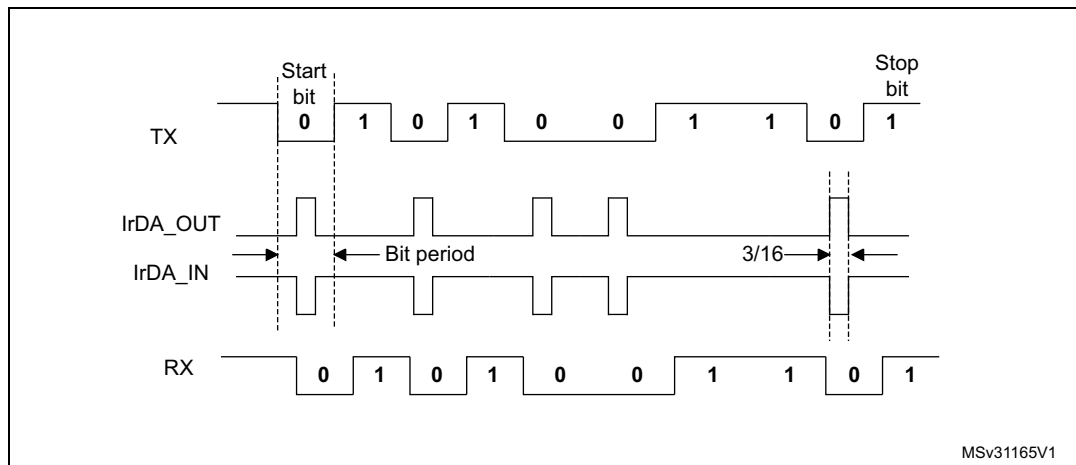 Start
bit
Stop
bit
TX
0 1 0 1 0 0 1 1 0 1
IrDA_OUT
Bit period
3/16
IrDA_IN
RX
0 1 0 1 0 0 1 1 0 1
MSv31165V1